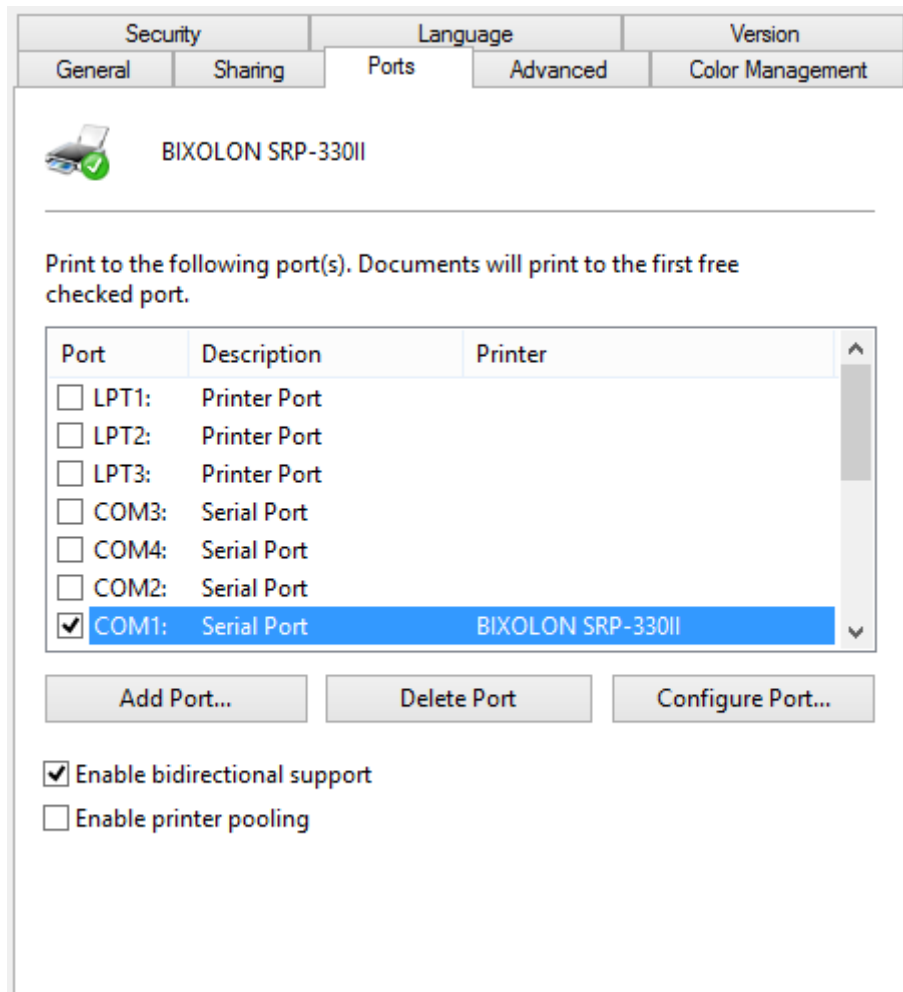 Security Language Version
General Sharing Ports Advanced Color Management
BIXOLON SRP-330II
Print to the following port(s). Documents will print to the first free
checked port.
Port Description Printer
LPT1: Printer Port
LPT2: Printer Port
LPT3: Printer Port
COM3: Serial Port
COM4: Serial Port
COM2: Serial Port
COM1: Serial Port BIXOLON SRP-330II
Add Port... Delete Port Configure Port...
Enable bidirectional support
Enable printer pooling